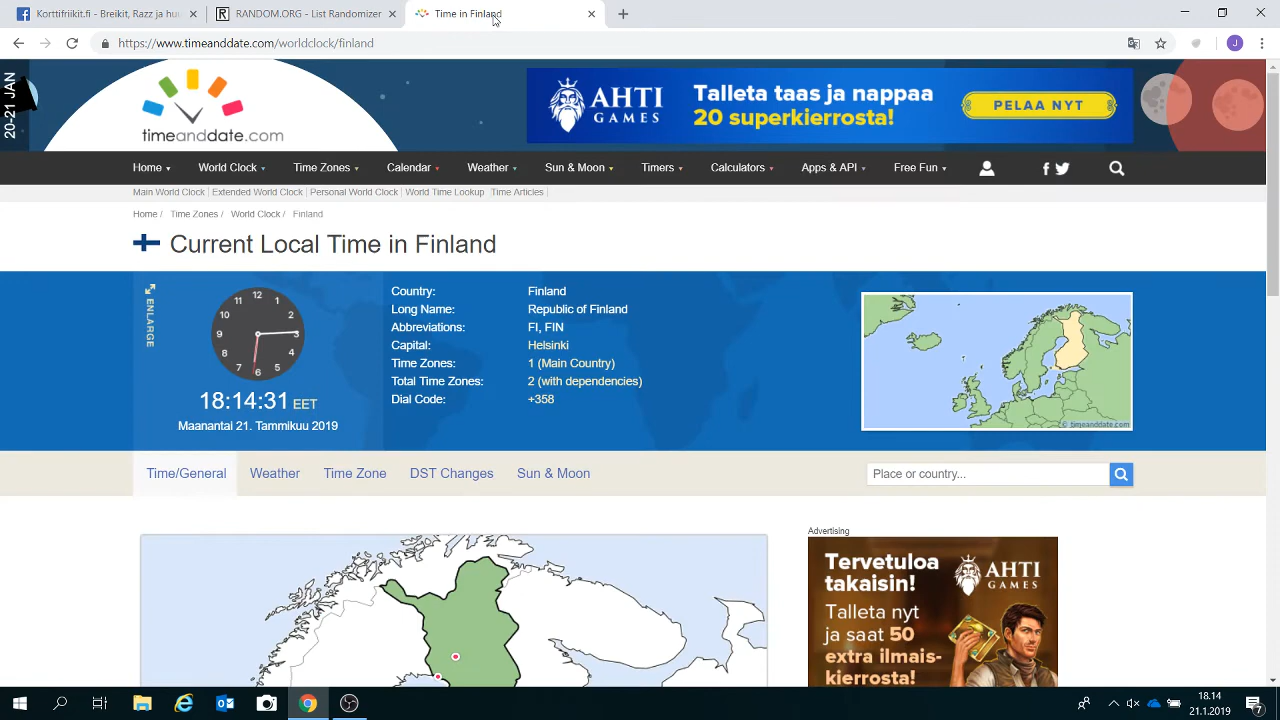 Korttifriikit.fi - Breikit, Razz ja hu
RANDOM.ORG - List Randomizer
Time in Finland
https://www.timeanddate.com/worldclock/finland
J
20-21 JAN
timeanddate.com
AHTI GAMES
Talleta taas ja nappaa
20 superkierrosta!
PELAA NYT
Home World Clock Time Zones Calendar Weather Sun & Moon Timers Calculators Apps & API Free Fun
Main World Clock Extended World Clock Personal World Clock World Time Lookup Time Articles
Home / Time Zones / World Clock / Finland
Current Local Time in Finland
ENLARGE
12 1 2 3 4 5 6 7 8 9 10 11
18:14:31 EET
Maanantai 21. Tammikuu 2019
Country: Finland
Long Name: Republic of Finland
Abbreviations: FI, FIN
Capital: Helsinki
Time Zones: 1 (Main Country)
Total Time Zones: 2 (with dependencies)
Dial Code: +358
© timeanddate.com
Time/General Weather Time Zone DST Changes Sun & Moon
Place or country...
Advertising
Tervetuloa
takaisin!
AHTI
GAMES
Talleta nyt
ja saat 50
extra ilmais-
kierrosta!
18.14
21.1.2019
7